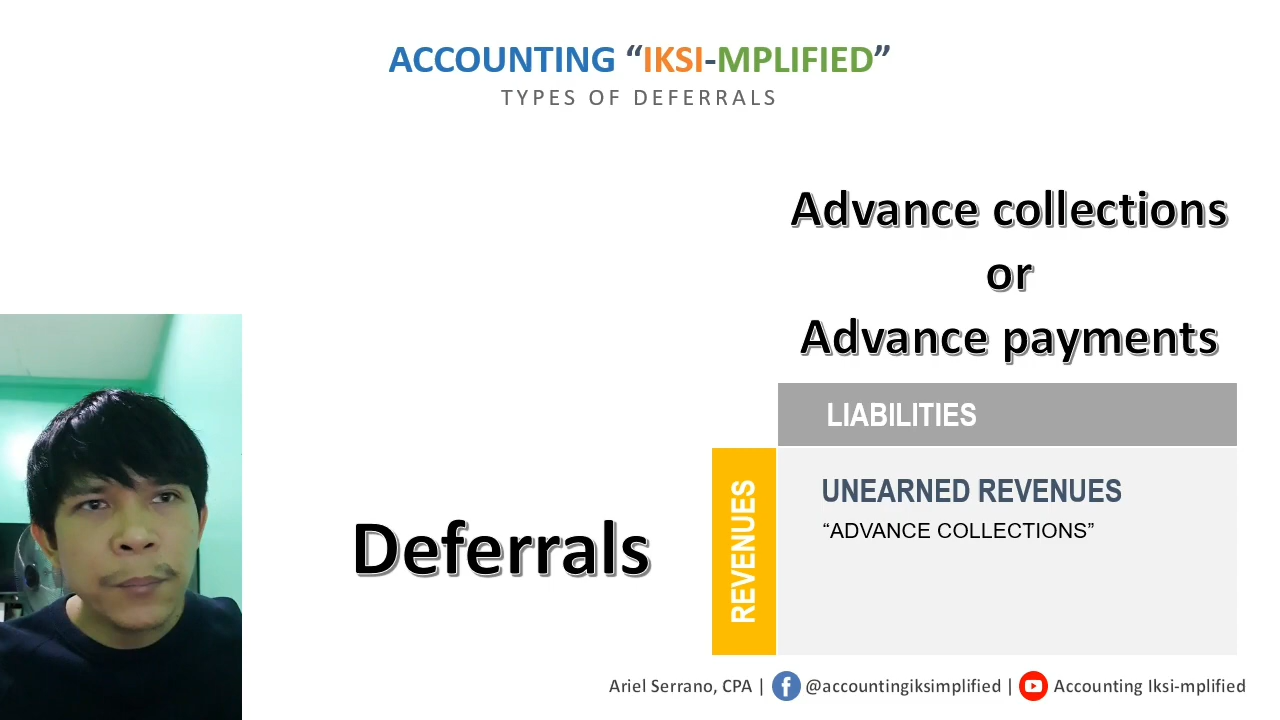 ACCOUNTING “IKSI-MPLIFIED”
TYPES OF DEFERRALS
Advance collections
or
Advance payments
LIABILITIES
REVENUES
UNEARNED REVENUES
“ADVANCE COLLECTIONS”
Deferrals
Ariel Serrano, CPA | @accountingiksimplified | Accounting Iksi-mplified